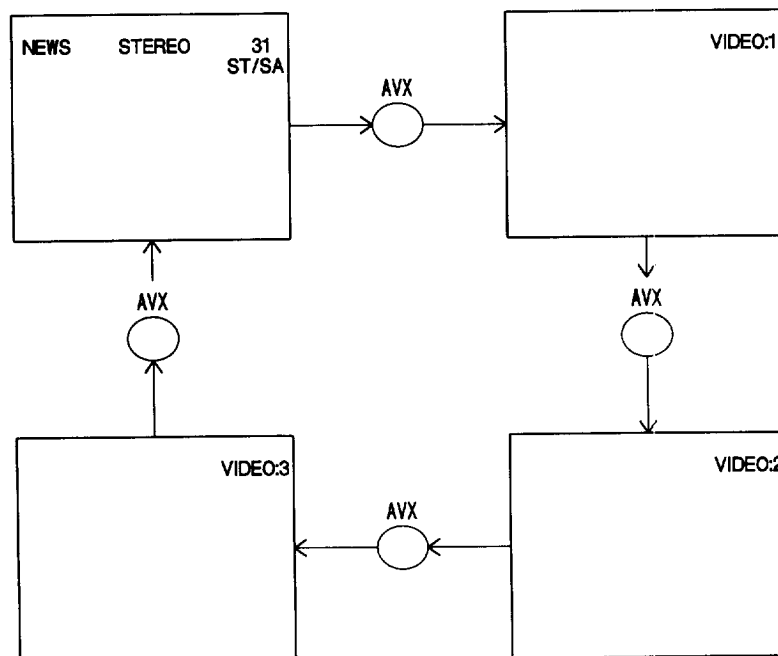 NEWS STEREO 31
ST/SA
AVX
VIDEO:1
AVX
AVX
VIDEO:3
VIDEO:2
AVX